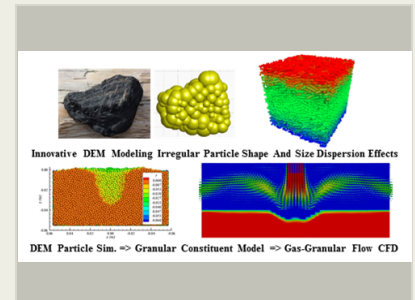 Innovative DEM Modeling Irregular Particle Shape And Size Dispersion Effects
DEM Particle Sim. => Granular Constituent Model => Gas-Granular Flow CFD